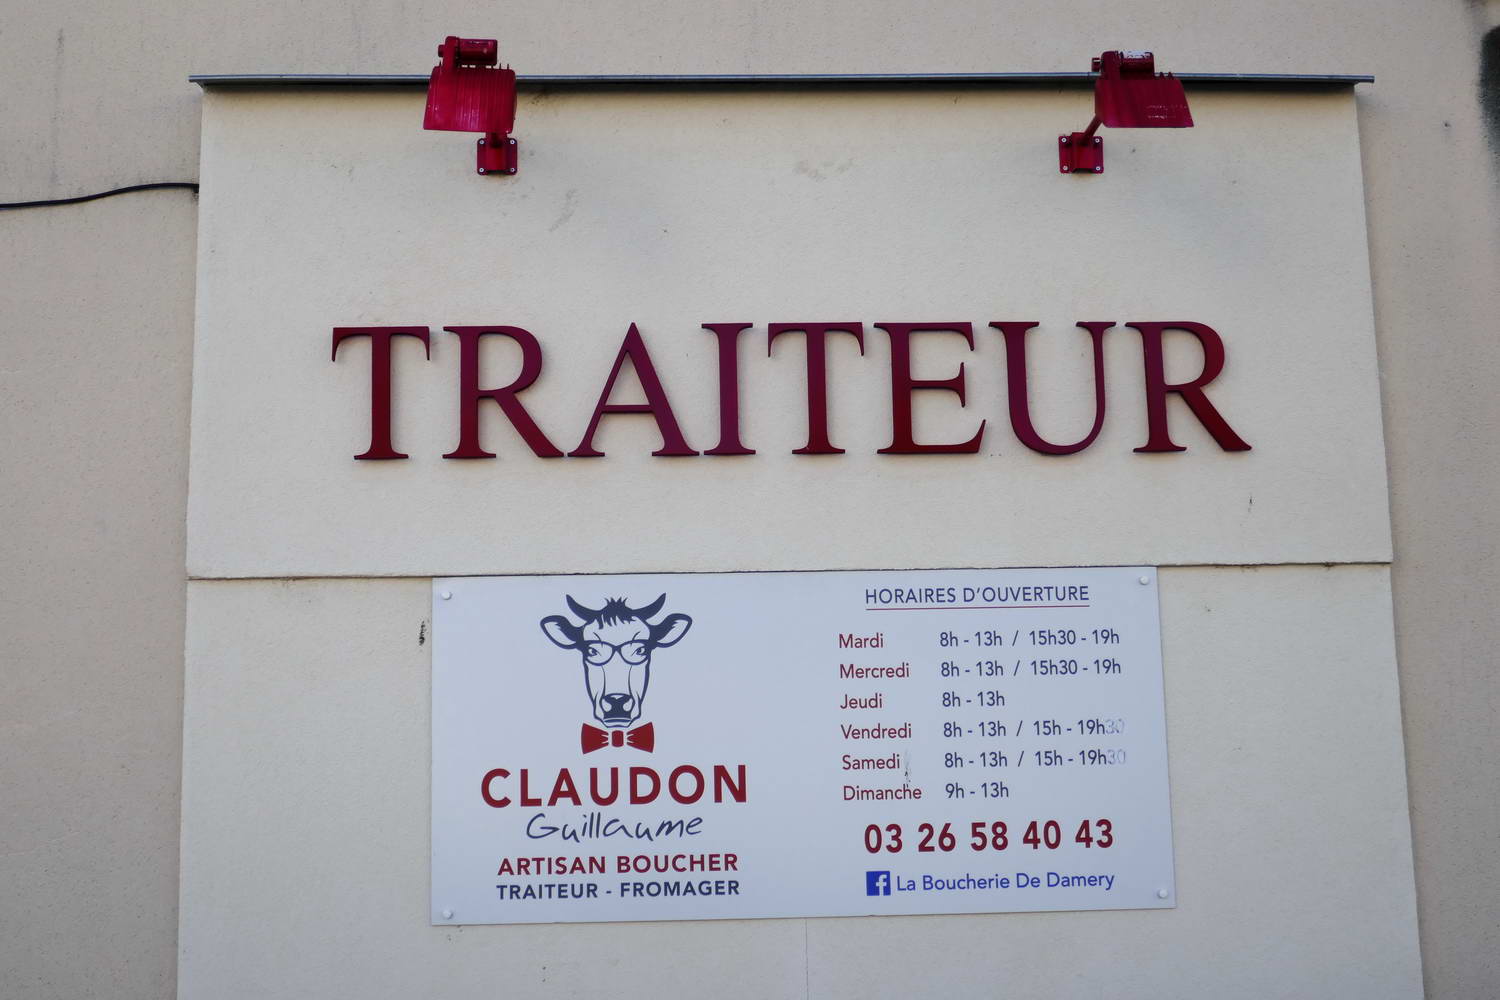 TRAITEUR
CLAUDON
Guillaume
ARTISAN BOUCHER
TRAITEUR - FROMAGER
HORAIRES D'OUVERTURE
Mardi 8h - 13h / 15h30 - 19h
Mercredi 8h - 13h / 15h30 - 19h
Jeudi 8h - 13h
Vendredi 8h - 13h / 15h - 19h30
Samedi 8h - 13h / 15h - 19h30
Dimanche 9h - 13h
03 26 58 40 43
La Boucherie De Damery